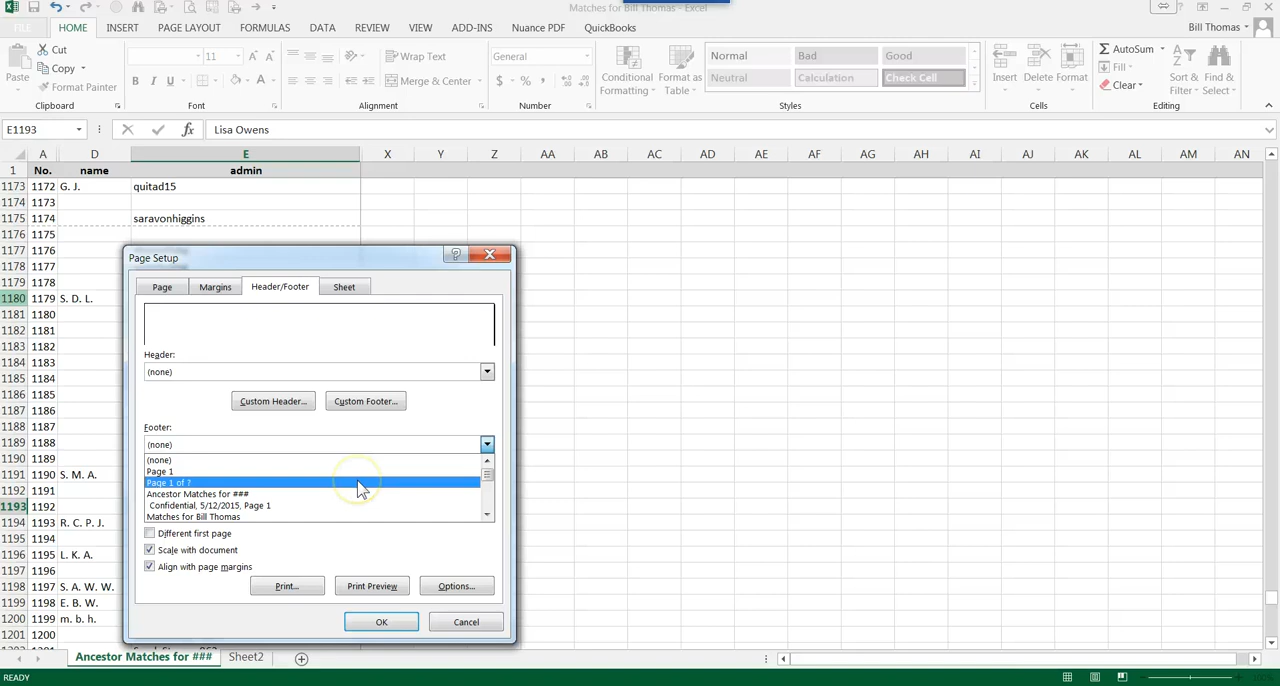 Matches for Bill Thomas - Excel
FILE HOME INSERT PAGE LAYOUT FORMULAS DATA REVIEW VIEW ADD-INS Nuance PDF QuickBooks Bill Thomas
Cut
Copy
Format Painter
Paste
Clipboard
11
B I U
Font
Wrap Text
Merge & Center
Alignment
General
$ % ,
Number
Conditional Formatting
Format as Table
Normal Bad Good
Neutral Calculation Check Cell
Styles
Insert Delete Format
Cells
AutoSum
Fill
Clear
Sort & Filter
Find & Select
Editing
E1193 fx Lisa Owens
A D E X Y Z AA AB AC AD AE AF AG AH AI AJ AK AL AM AN
1 No. name admin
1173 1172 G. J. quitad15
1174 1173
1175 1174 saravonhiggins
1176 1175
1177 1176
1178 1177
1179 1178
1180 1179 S. D. L.
1181 1180
1182 1181
1183 1182
1184 1183
1185 1184
1186 1185
1187 1186
1188 1187
1189 1188
1190 1189
1191 1190 S. M. A.
1192 1191
1193 1192
1194 1193 R. C. P. J.
1195 1194
1196 1195 L. K. A.
1197 1196
1198 1197 S. A. W. W.
1199 1198 E. B. W.
1200 1199 m. b. h.
1201 1200
Page Setup
Page Margins Header/Footer Sheet
Header:
(none)
Custom Header... Custom Footer...
Footer:
(none)
(none)
Page 1
Page 1 of ?
Ancestor Matches for ###
Confidential, 5/12/2015, Page 1
Matches for Bill Thomas
Different first page
Scale with document
Align with page margins
Print... Print Preview Options...
OK Cancel
Ancestor Matches for ### Sheet2
READY